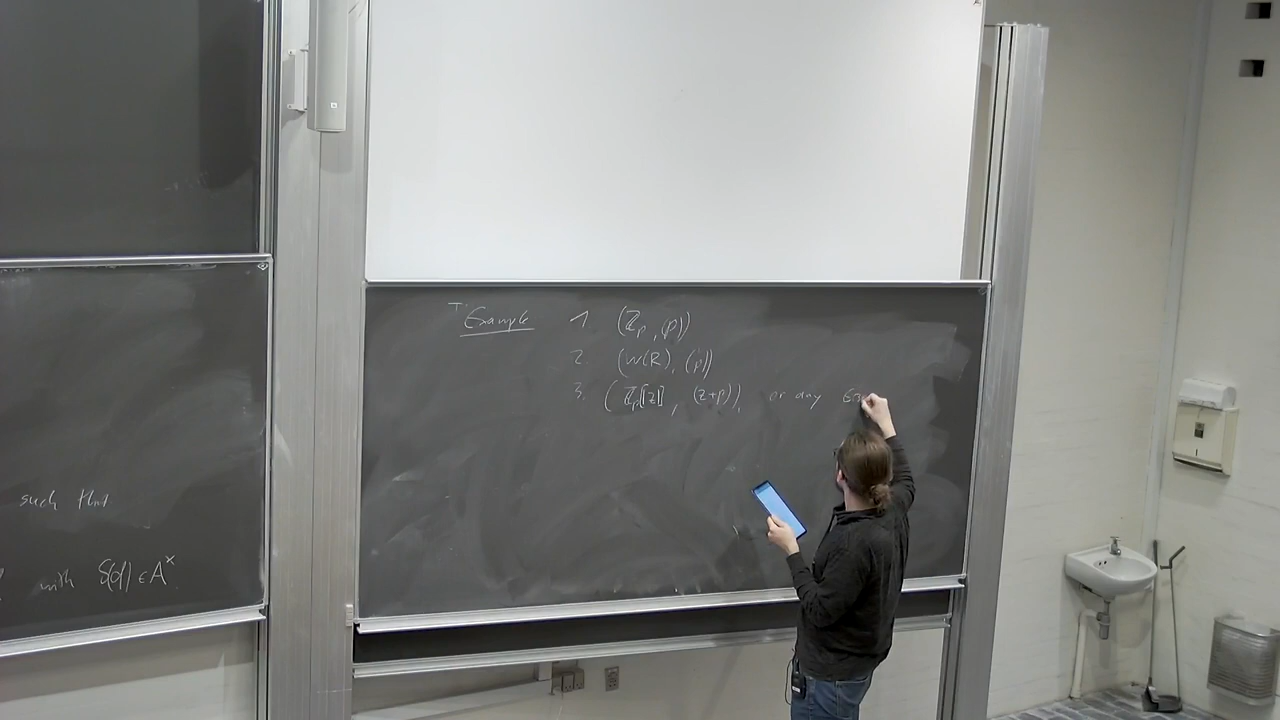 such that
with δ(d) ∈ A^×
Example 1 (ℤ_p, (p))
2. (W(R), (p))
3. (ℤ_p[[z]], (z+p)), or any